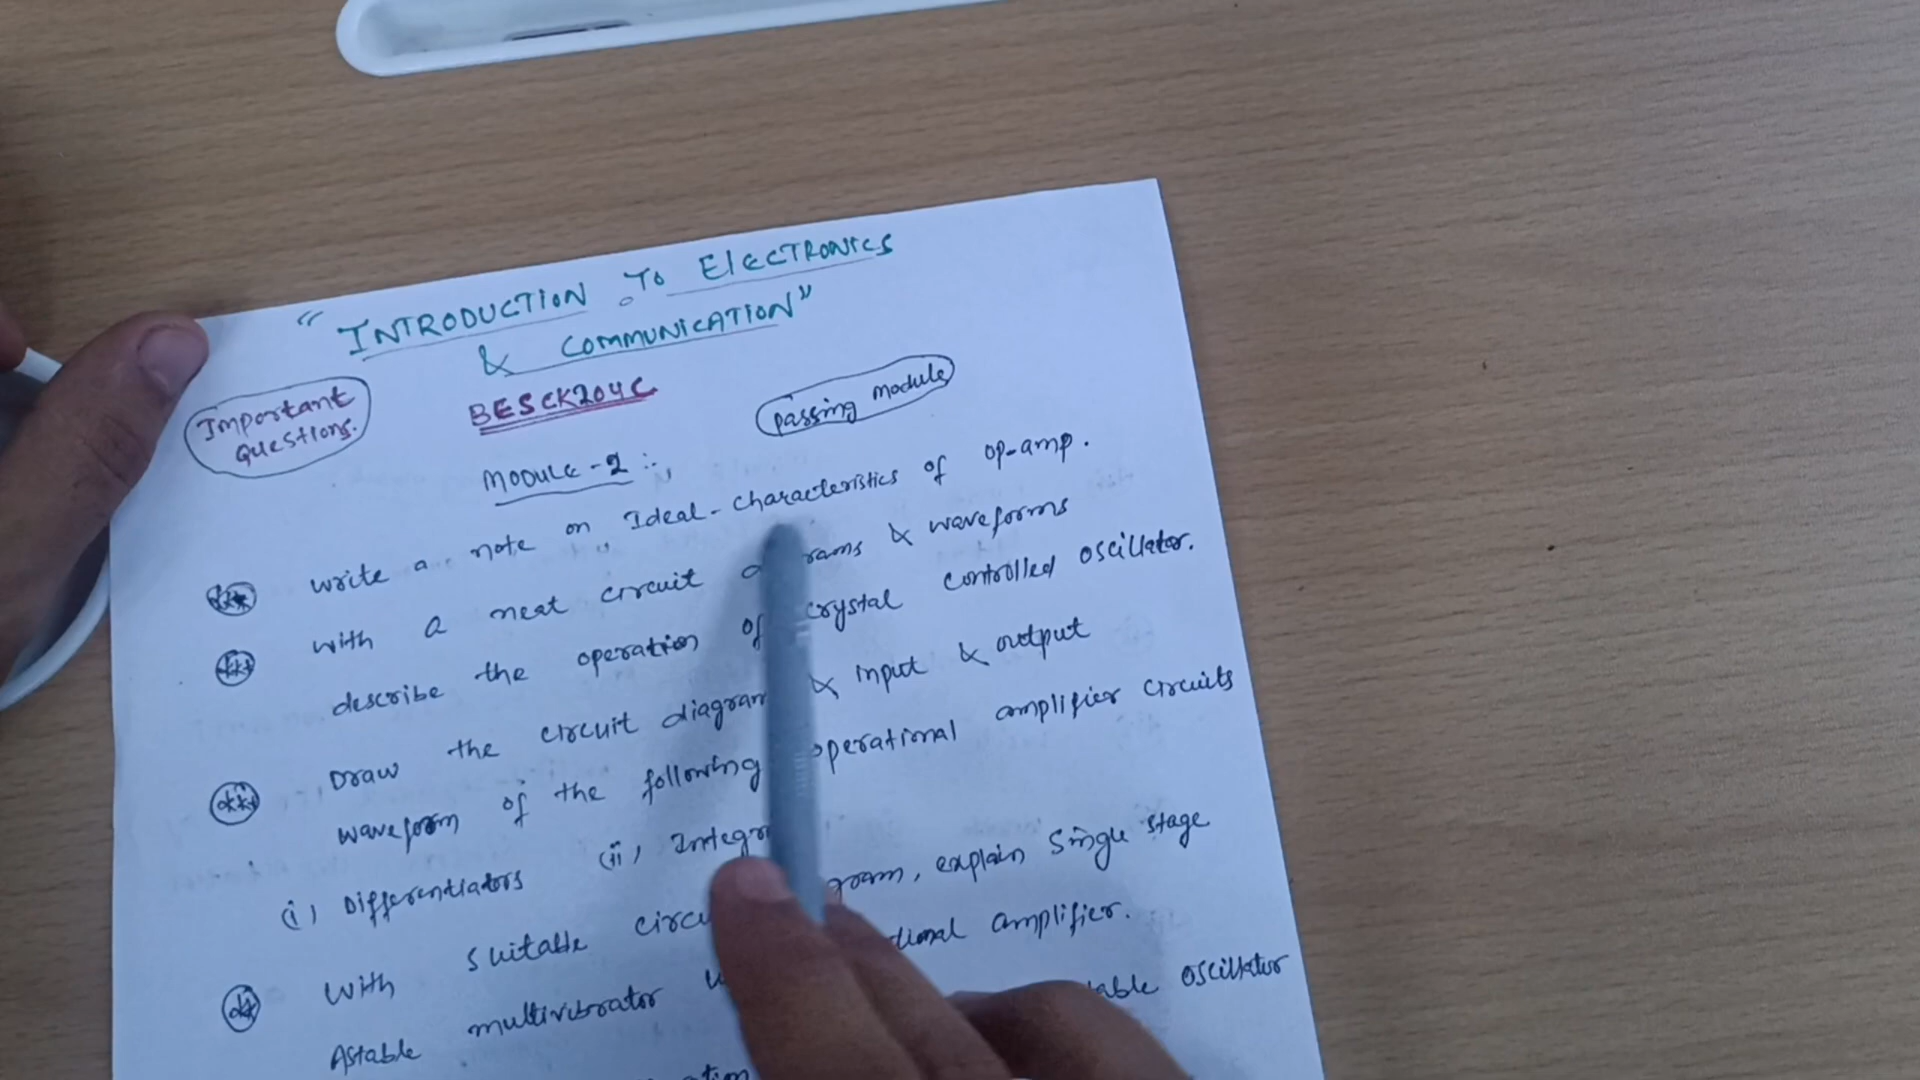 "INTRODUCTION TO ElECTRONICS
& COMMUNICATION"
Important
Questions.
BESCK204C
passing module
MODULE-2 :-
*** write a note on Ideal-characteristics of op-amp.
*** with a neat circuit & waveforms
describe the operation of crystal controlled oscillator.
*** Draw the circuit diagram & input & output
waveform of the following operational amplifier circuits
(i) Differentiators (ii)
** With suitable explain single stage
Astable multivibrator amplifier.
oscillator